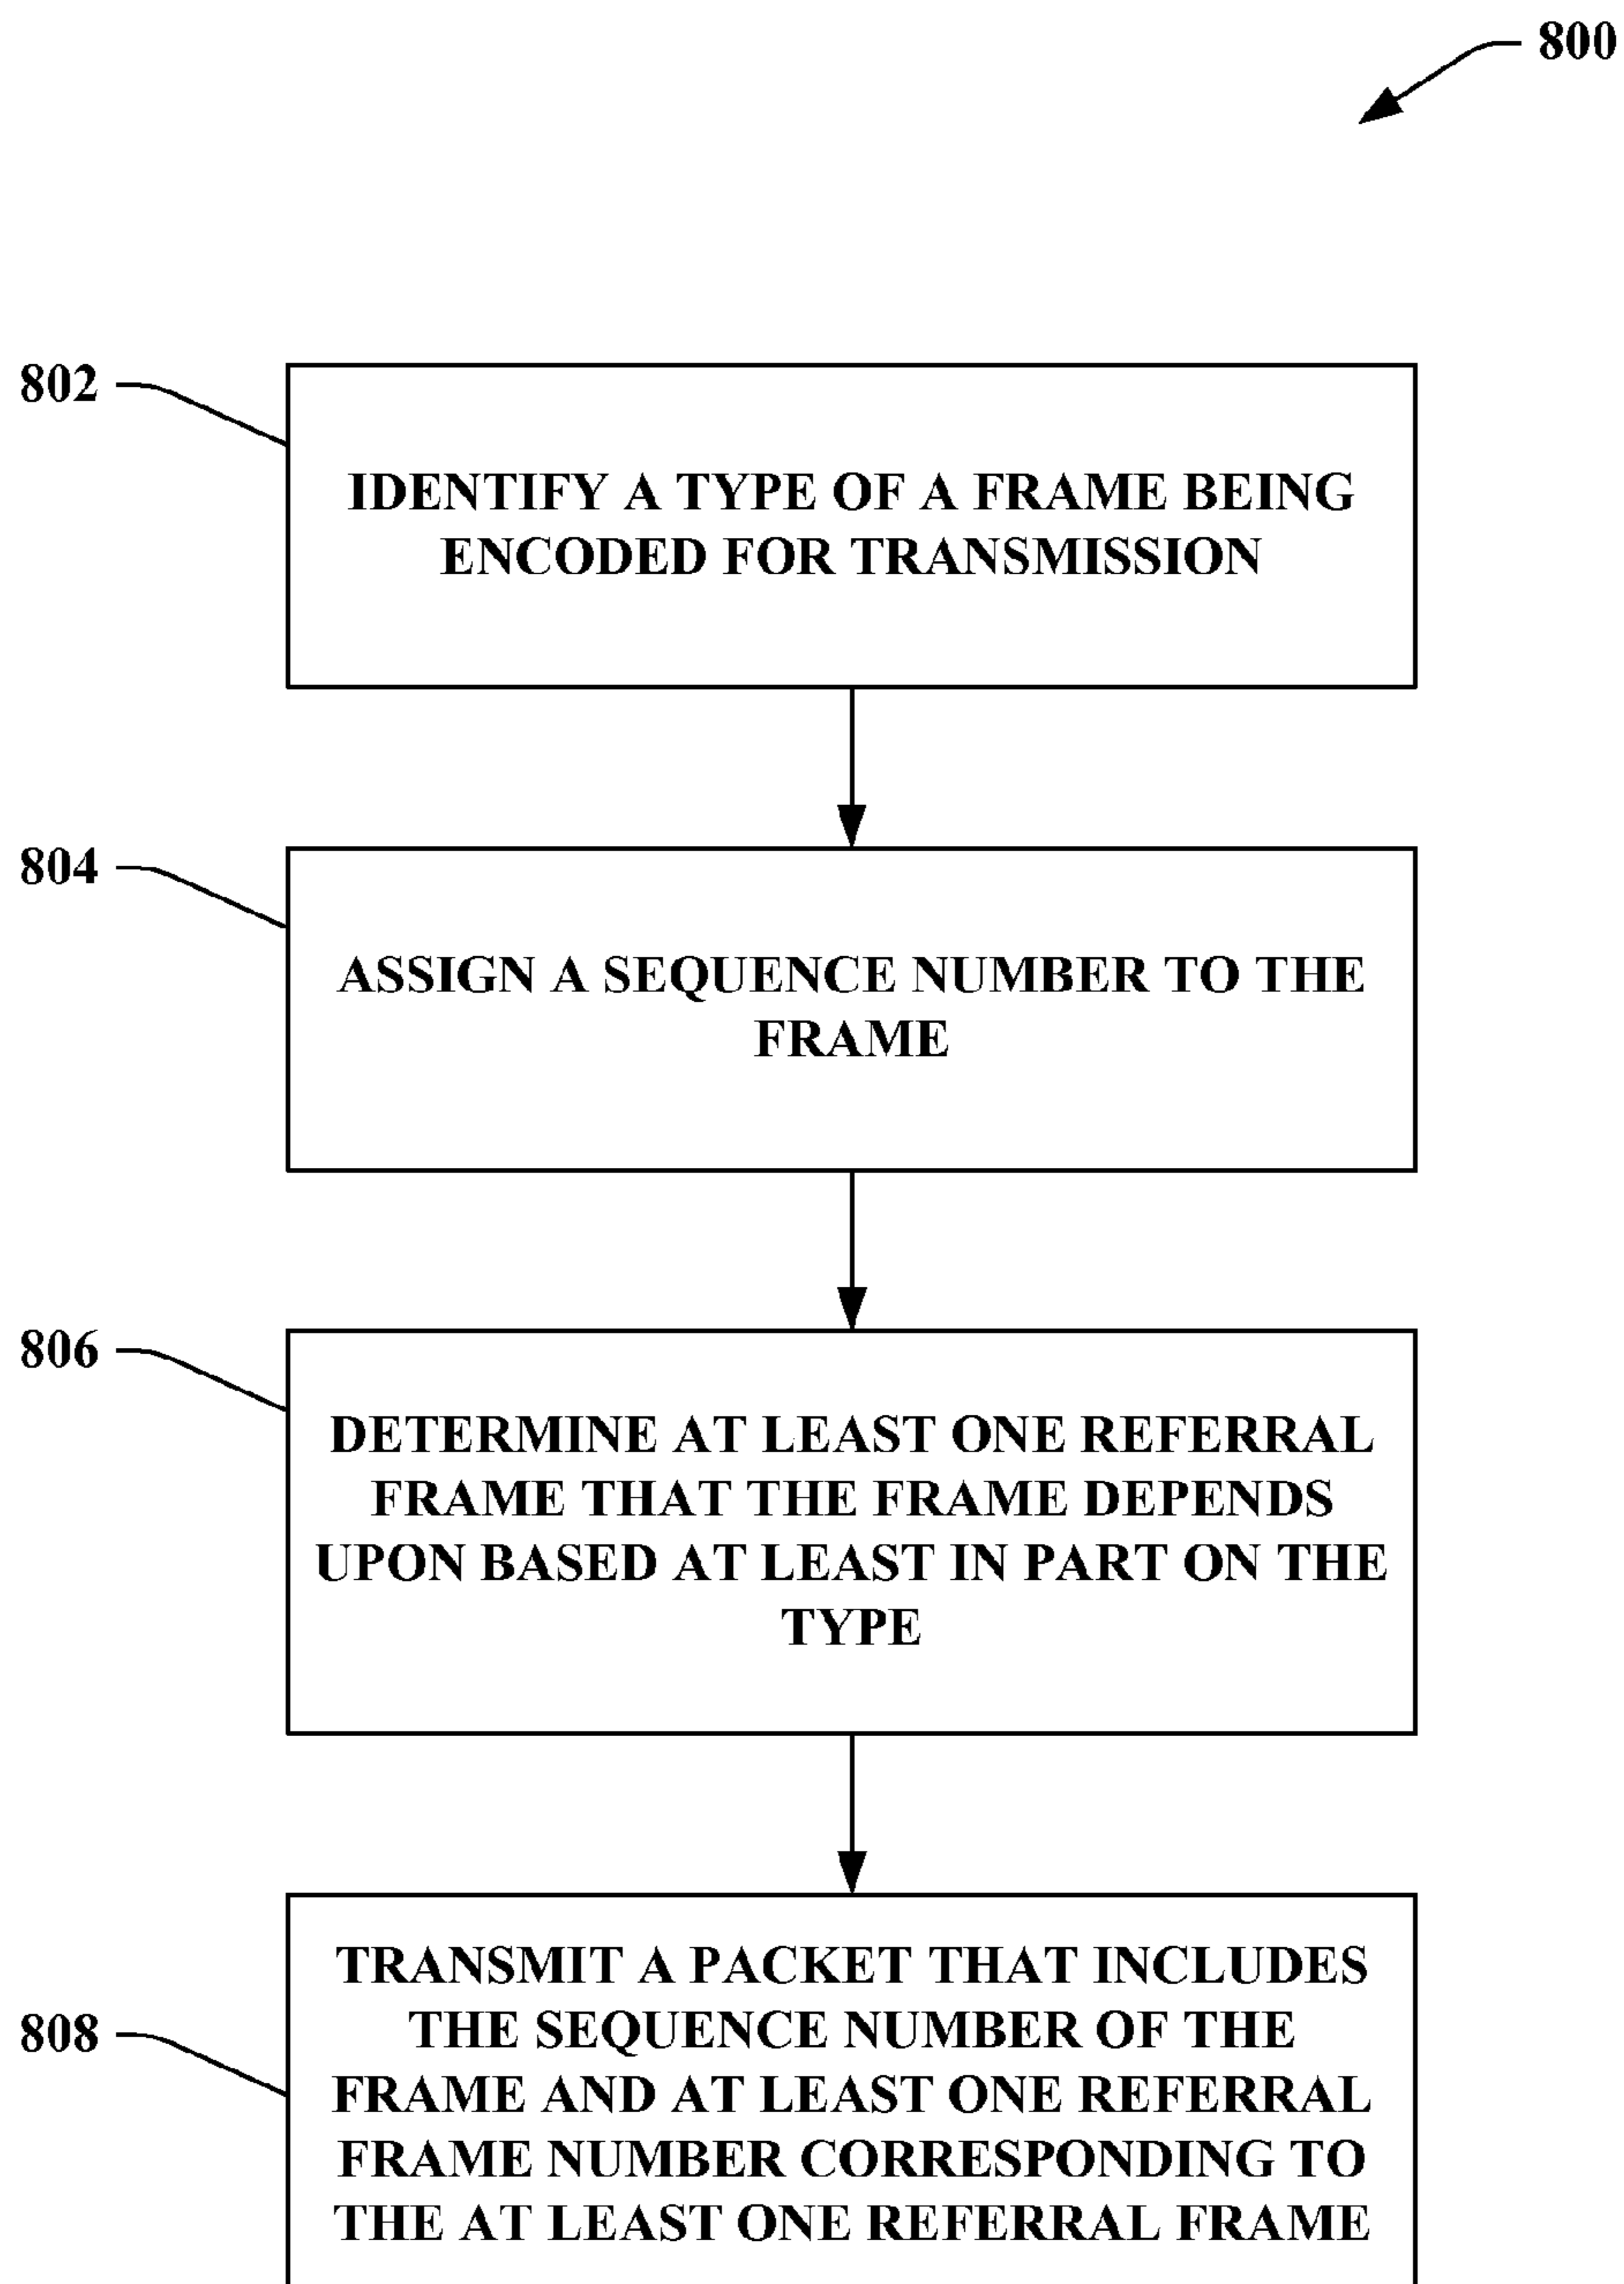 800
802
IDENTIFY A TYPE OF A FRAME BEING
ENCODED FOR TRANSMISSION
804
ASSIGN A SEQUENCE NUMBER TO THE
FRAME
806
DETERMINE AT LEAST ONE REFERRAL
FRAME THAT THE FRAME DEPENDS
UPON BASED AT LEAST IN PART ON THE
TYPE
808
TRANSMIT A PACKET THAT INCLUDES
THE SEQUENCE NUMBER OF THE
FRAME AND AT LEAST ONE REFERRAL
FRAME NUMBER CORRESPONDING TO
THE AT LEAST ONE REFERRAL FRAME